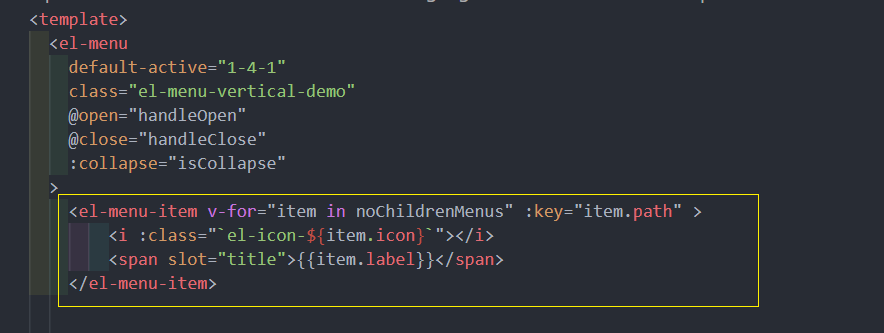 <template>
<el-menu
default-active="1-4-1"
class="el-menu-vertical-demo"
@open="handleOpen"
@close="handleClose"
:collapse="isCollapse"
>
<el-menu-item v-for="item in noChildrenMenus" :key="item.path" >
<i :class="`el-icon-${item.icon}`"></i>
<span slot="title">{{item.label}}</span>
</el-menu-item>